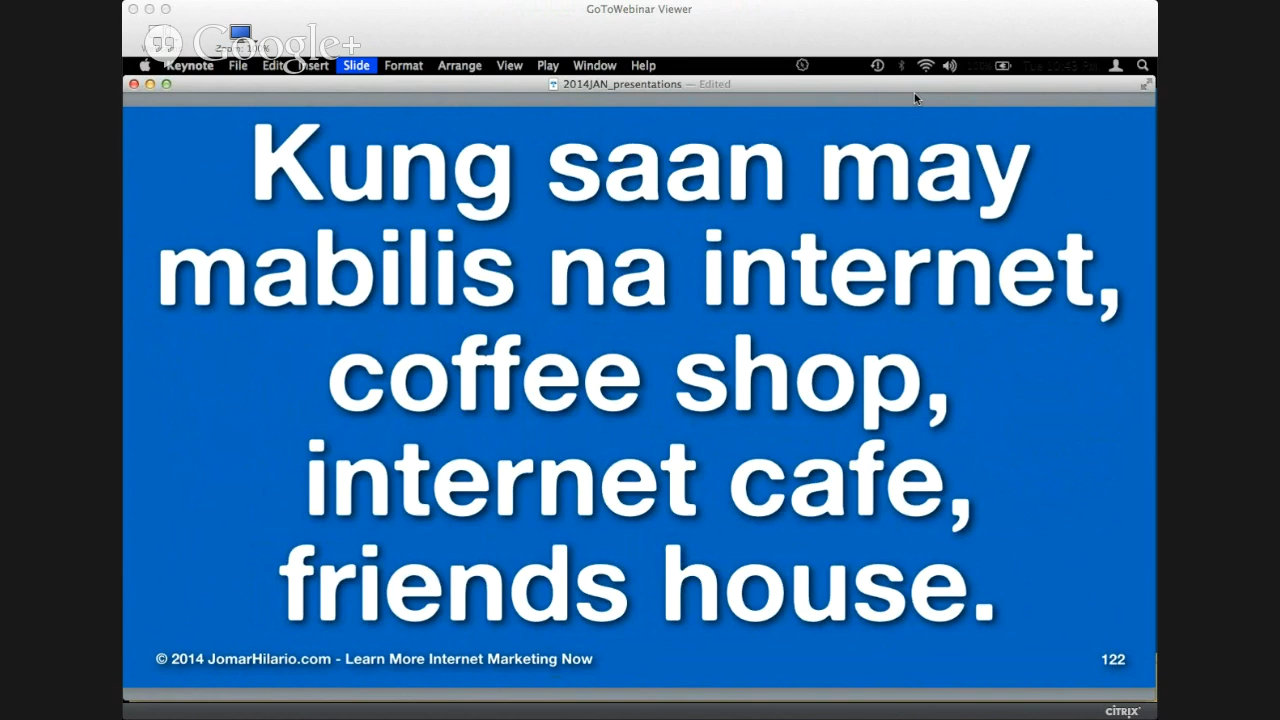 GoToWebinar Viewer
Google+
Keynote File Edit Insert Slide Format Arrange View Play Window Help
2014JAN_presentations — Edited
Kung saan may
mabilis na internet,
coffee shop,
internet cafe,
friends house.
© 2014 JomarHilario.com - Learn More Internet Marketing Now 122
CITRIX